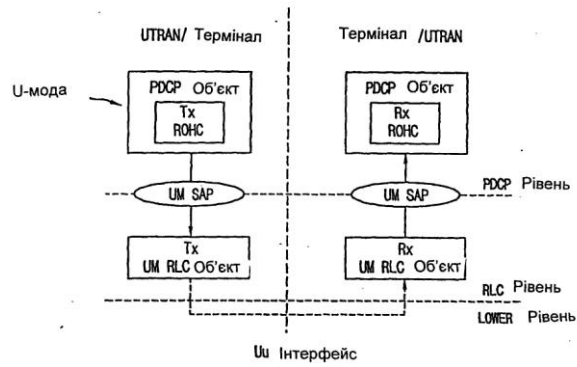 UTRAN/ Термінал
Термінал /UTRAN
U-мода
PDCP Об'єкт
Tx
ROHC
PDCP Об'єкт
Rx
ROHC
UM SAP
UM SAP
PDCP Рівень
Tx
UM RLC Об'єкт
Rx
UM RLC Об'єкт
RLC Рівень
LOWER Рівень
Uu Інтерфейс